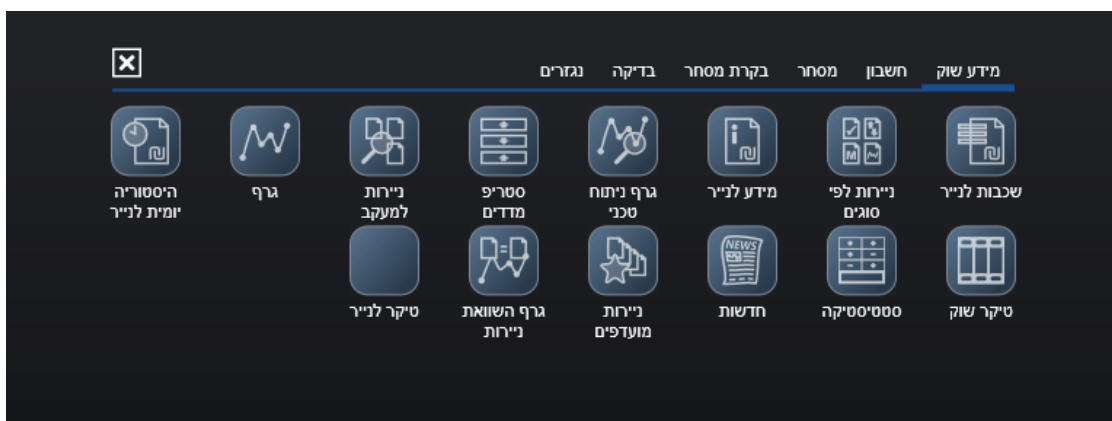 מידע שוק חשבון מסחר בקרת מסחר בדיקה נגזרים
שכבות לנייר ניירות לפי מידע לנייר גרף ניתוח סטריפ ניירות גרף היסטוריה
סוגים טכני מדדים למעקב יומית לנייר
NEWS
טיקר שוק סטטיסטיקה חדשות ניירות גרף השוואת טיקר לנייר
מועדפים ניירות